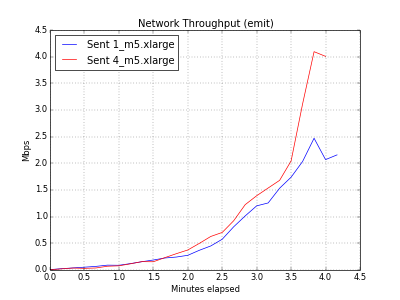 Network Throughput (emit)
4.5
4.0
3.5
3.0
2.5
2.0
1.5
1.0
0.5
0.0
Mbps
Sent 1_m5.xlarge
Sent 4_m5.xlarge
0.0 0.5 1.0 1.5 2.0 2.5 3.0 3.5 4.0 4.5
Minutes elapsed